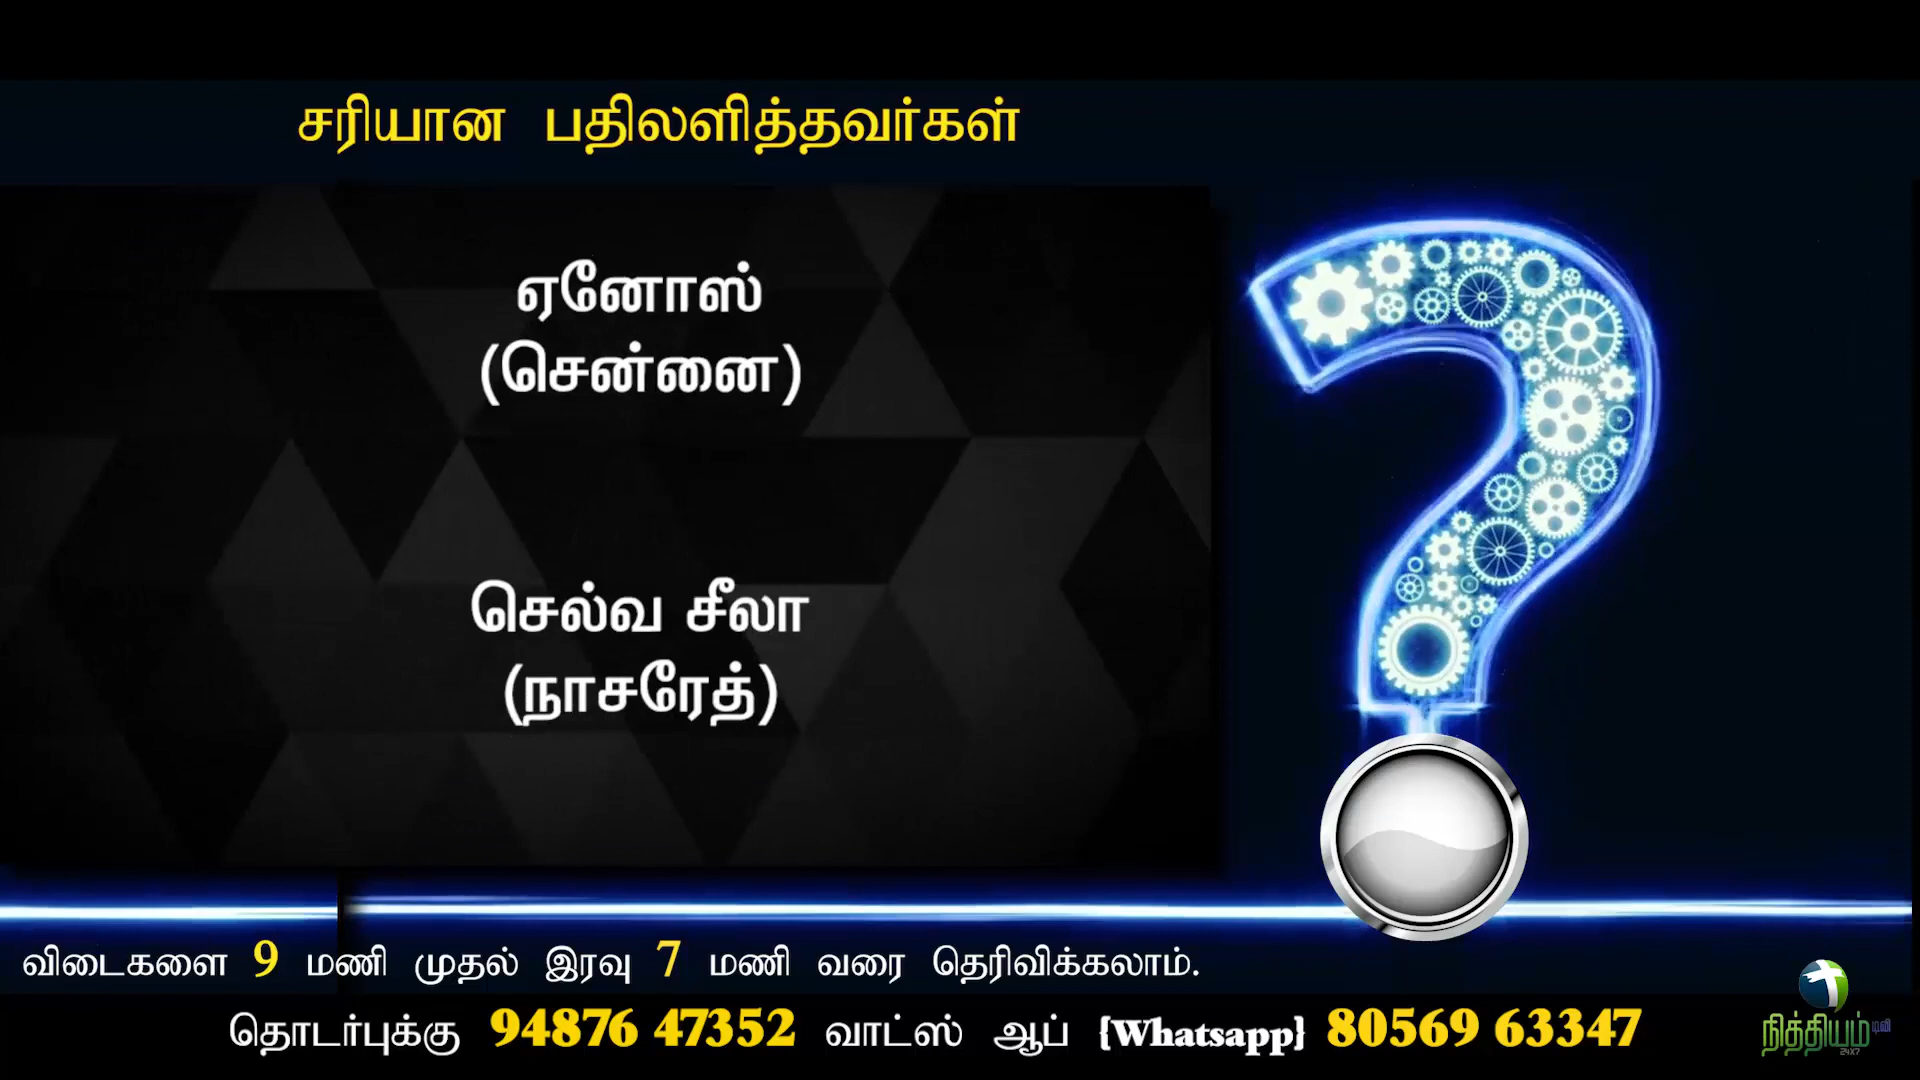 சரியான பதிலளித்தவர்கள்
ஏனோஸ்
(சென்னை)
செல்வ சீலா
(நாசரேத்)
விடைகளை 9 மணி முதல் இரவு 7 மணி வரை தெரிவிக்கலாம்.
தொடர்புக்கு 94876 47352 வாட்ஸ் ஆப் {Whatsapp} 80569 63347
நித்தியம் டிவி
24X7